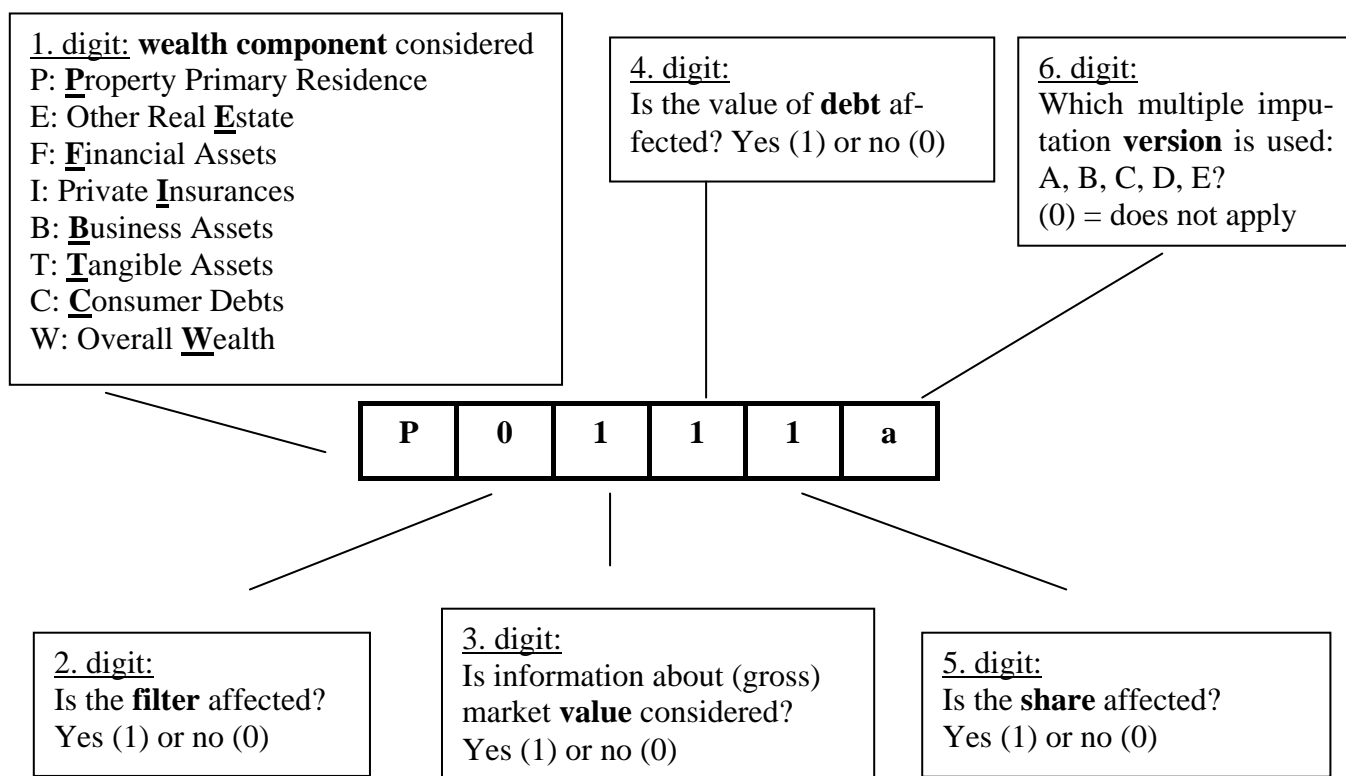 1. digit: wealth component considered
P: Property Primary Residence
E: Other Real Estate
F: Financial Assets
I: Private Insurances
B: Business Assets
T: Tangible Assets
C: Consumer Debts
W: Overall Wealth
4. digit:
Is the value of debt af-
fected? Yes (1) or no (0)
6. digit:
Which multiple impu-
tation version is used:
A, B, C, D, E?
(0) = does not apply
P 0 1 1 1 a
2. digit:
Is the filter affected?
Yes (1) or no (0)
3. digit:
Is information about (gross)
market value considered?
Yes (1) or no (0)
5. digit:
Is the share affected?
Yes (1) or no (0)